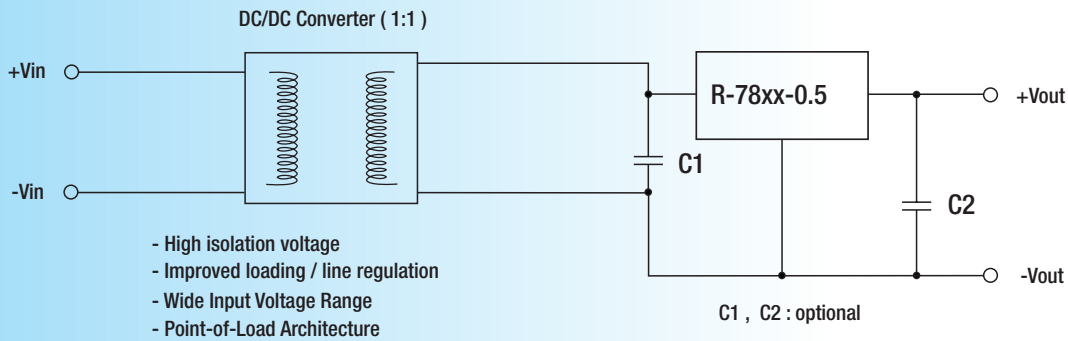 DC/DC Converter ( 1:1 )
+Vin
-Vin
R-78xx-0.5
+Vout
C1
C2
-Vout
- High isolation voltage
- Improved loading / line regulation
- Wide Input Voltage Range
- Point-of-Load Architecture
C1 , C2 : optional